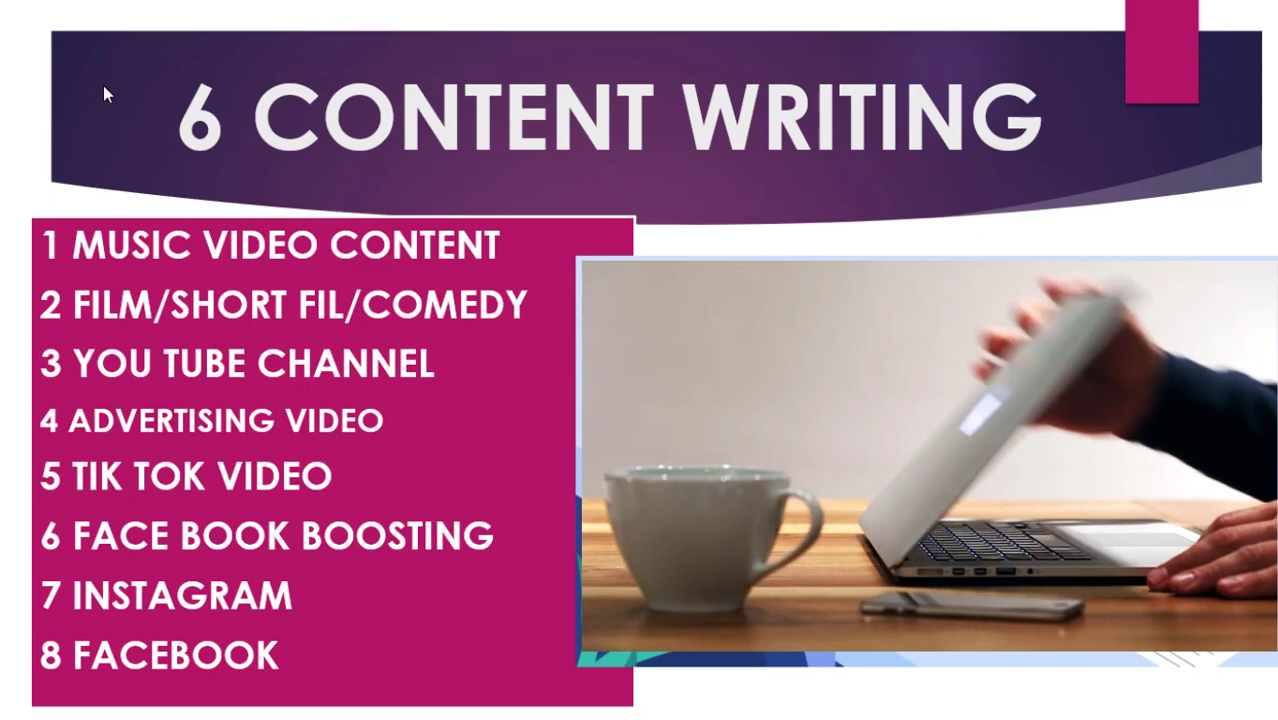 6 CONTENT WRITING
1 MUSIC VIDEO CONTENT
2 FILM/SHORT FIL/COMEDY
3 YOU TUBE CHANNEL
4 ADVERTISING VIDEO
5 TIK TOK VIDEO
6 FACE BOOK BOOSTING
7 INSTAGRAM
8 FACEBOOK